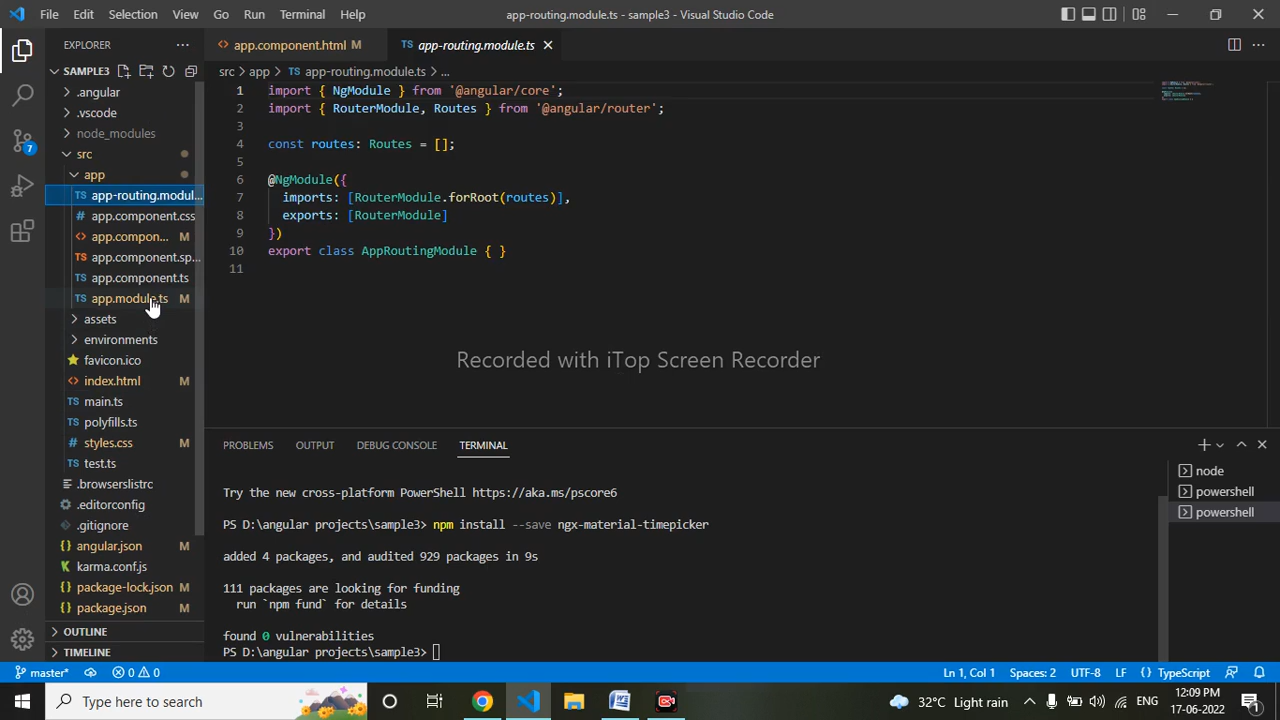 File Edit Selection View Go Run Terminal Help
app-routing.module.ts - sample3 - Visual Studio Code
EXPLORER
SAMPLE3
.angular
.vscode
node_modules
src
app
app-routing.modul...
app.component.css
app.compon... M
app.component.sp...
app.component.ts
app.module.ts M
assets
environments
favicon.ico
index.html M
main.ts
polyfills.ts
styles.css M
test.ts
.browserslistrc
.editorconfig
.gitignore
angular.json M
karma.conf.js
package-lock.json M
package.json M
OUTLINE
TIMELINE
7
app.component.html M
TS app-routing.module.ts
src > app > TS app-routing.module.ts > ...
1 import { NgModule } from '@angular/core';
2 import { RouterModule, Routes } from '@angular/router';
3
4 const routes: Routes = [];
5
6 @NgModule({
7 imports: [RouterModule.forRoot(routes)],
8 exports: [RouterModule]
9 })
10 export class AppRoutingModule { }
11
Recorded with iTop Screen Recorder
PROBLEMS OUTPUT DEBUG CONSOLE TERMINAL
Try the new cross-platform PowerShell https://aka.ms/pscore6
PS D:\angular projects\sample3> npm install --save ngx-material-timepicker
added 4 packages, and audited 929 packages in 9s
111 packages are looking for funding
run `npm fund` for details
found 0 vulnerabilities
PS D:\angular projects\sample3>
node
powershell
powershell
master* 0 0 Ln 1, Col 1 Spaces: 2 UTF-8 LF TypeScript
Type here to search
32°C Light rain ENG
12:09 PM
17-06-2022
1